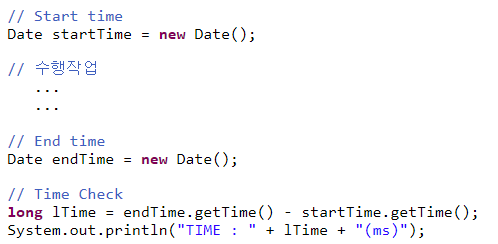 // Start time
Date startTime = new Date();
// 수행작업
...
...
// End time
Date endTime = new Date();
// Time Check
long lTime = endTime.getTime() - startTime.getTime();
System.out.println("TIME : " + lTime + "(ms)");